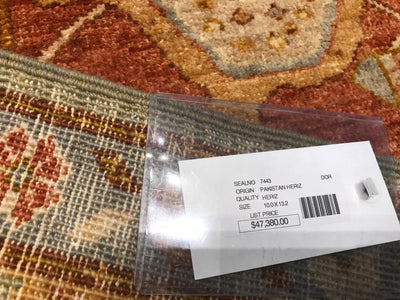 SEALNO 7443 DOR
ORIGIN PAKISTAN HERIZ
QUALITY HERIZ
SIZE 10.0 X 13.2
LIST PRICE
$47,380.00